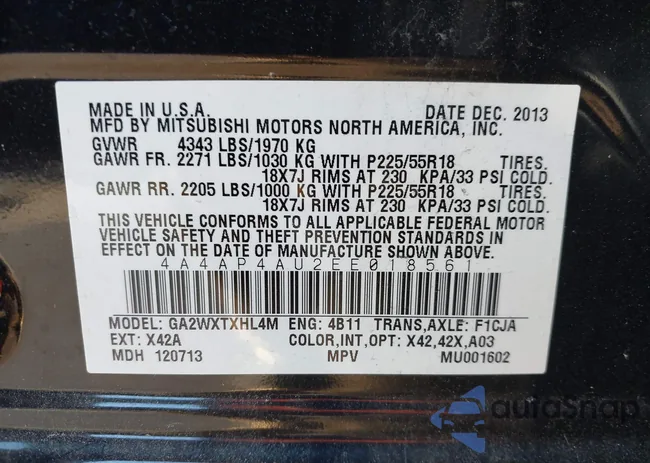 MADE IN U.S.A. DATE DEC. 2013
MFD BY MITSUBISHI MOTORS NORTH AMERICA, INC.
GVWR 4343 LBS/1970 KG
GAWR FR. 2271 LBS/1030 KG WITH P225/55R18 TIRES.
18X7J RIMS AT 230 KPA/33 PSI COLD.
GAWR RR. 2205 LBS/1000 KG WITH P225/55R18 TIRES.
18X7J RIMS AT 230 KPA/33 PSI COLD.
THIS VEHICLE CONFORMS TO ALL APPLICABLE FEDERAL MOTOR
VEHICLE SAFETY AND THEFT PREVENTION STANDARDS IN
EFFECT ON THE DATE OF MANUFACTURE SHOWN ABOVE.
4A4AP4AU2EE018561
MODEL: GA2WXTXHL4M ENG: 4B11 TRANS,AXLE: F1CJA
EXT: X42A COLOR,INT,OPT: X42,42X,A03
MDH 120713 MPV MU001602
autoSnap